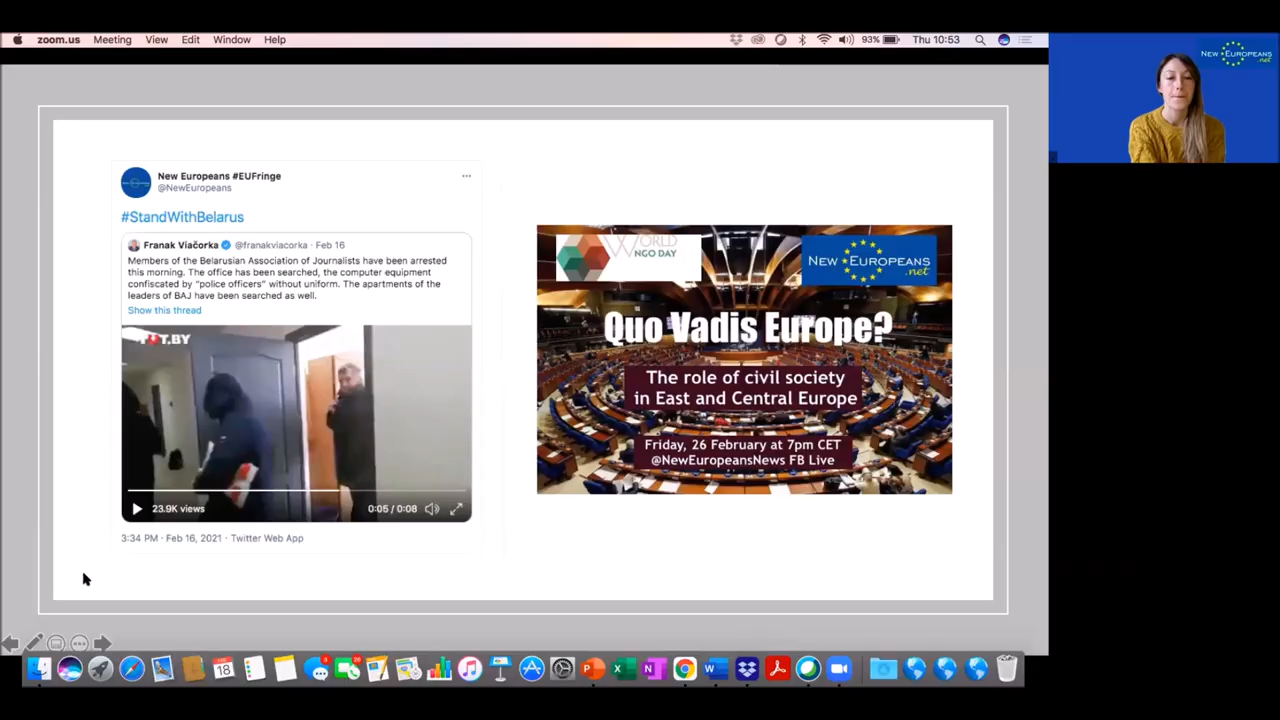 zoom.us Meeting View Edit Window Help
93% Thu 10:53
NEW EUROPEANS
.net
New Europeans #EUFringe
@NewEuropeans
#StandWithBelarus
Franak Viačorka @franakviacorka · Feb 16
Members of the Belarusian Association of Journalists have been arrested
this morning. The office has been searched, the computer equipment
confiscated by "police officers" without uniform. The apartments of the
leaders of BAJ have been searched as well.
Show this thread
TUT.BY
23.9K views
0:05 / 0:08
3:34 PM · Feb 16, 2021 · Twitter Web App
WORLD
NGO DAY
NEW EUROPEANS
.net
Quo Vadis Europe?
The role of civil society
in East and Central Europe
Friday, 26 February at 7pm CET
@NewEuropeansNews FB Live
18